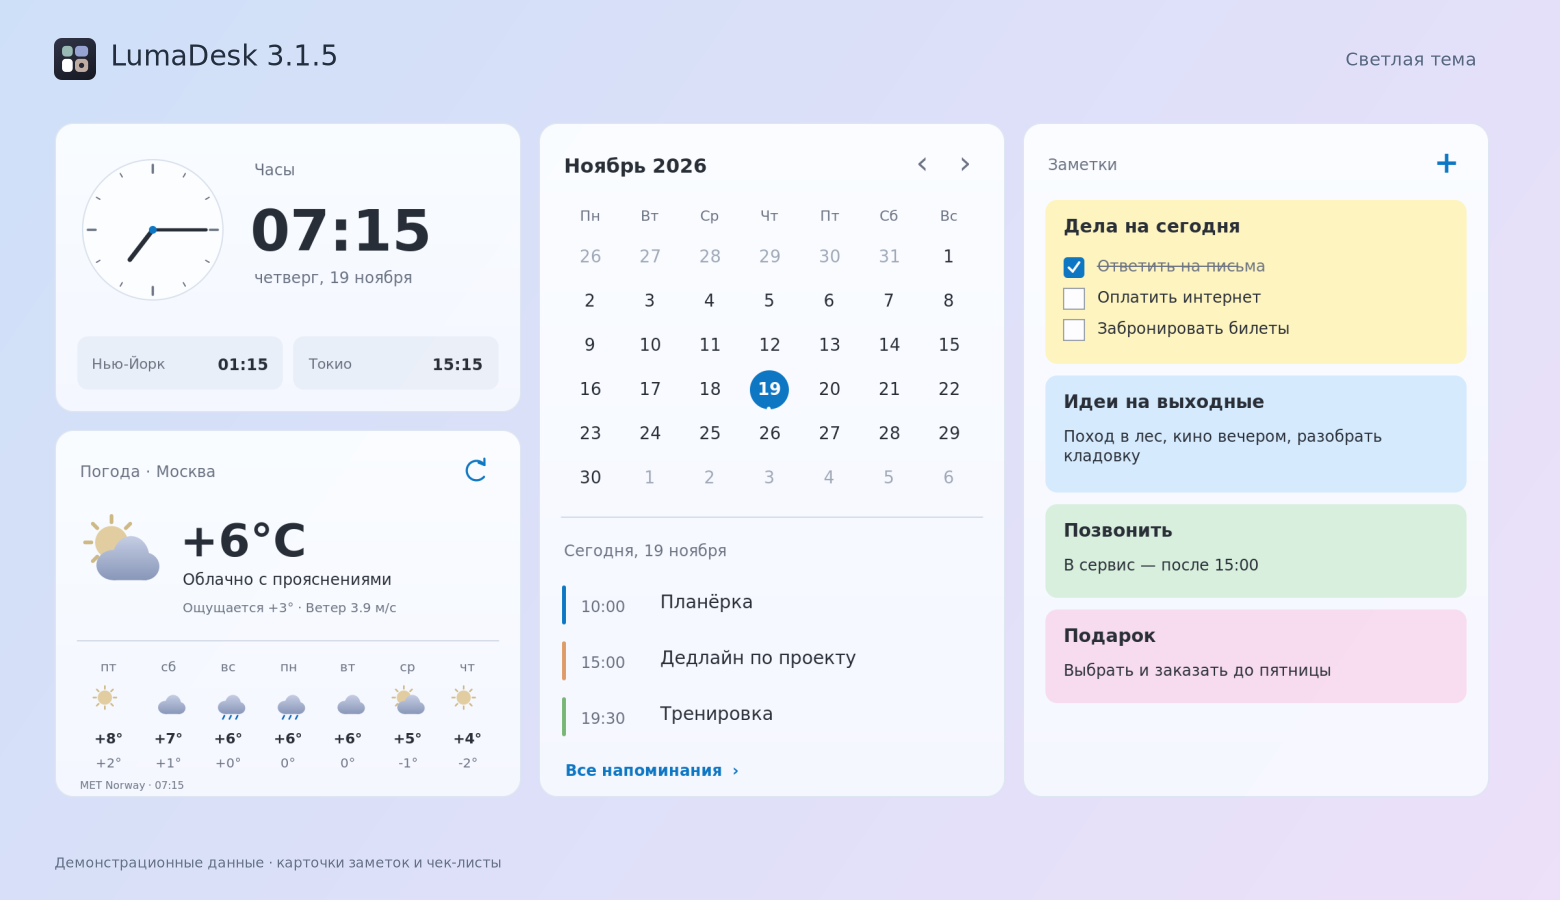 LumaDesk 3.1.5
Светлая тема
Часы
07:15
четверг, 19 ноября
Нью-Йорк 01:15
Токио 15:15
Погода · Москва
+6°C
Облачно с прояснениями
Ощущается +3° · Ветер 3.9 м/с
пт сб вс пн вт ср чт
+8° +7° +6° +6° +6° +5° +4°
+2° +1° +0° 0° 0° -1° -2°
MET Norway · 07:15
Ноябрь 2026 ‹ ›
Пн Вт Ср Чт Пт Сб Вс
26 27 28 29 30 31 1
2 3 4 5 6 7 8
9 10 11 12 13 14 15
16 17 18 19 20 21 22
23 24 25 26 27 28 29
30 1 2 3 4 5 6
Сегодня, 19 ноября
10:00 Планёрка
15:00 Дедлайн по проекту
19:30 Тренировка
Все напоминания ›
Заметки +
Дела на сегодня
Ответить на письма
Оплатить интернет
Забронировать билеты
Идеи на выходные
Поход в лес, кино вечером, разобрать
кладовку
Позвонить
В сервис — после 15:00
Подарок
Выбрать и заказать до пятницы
Демонстрационные данные · карточки заметок и чек-листы